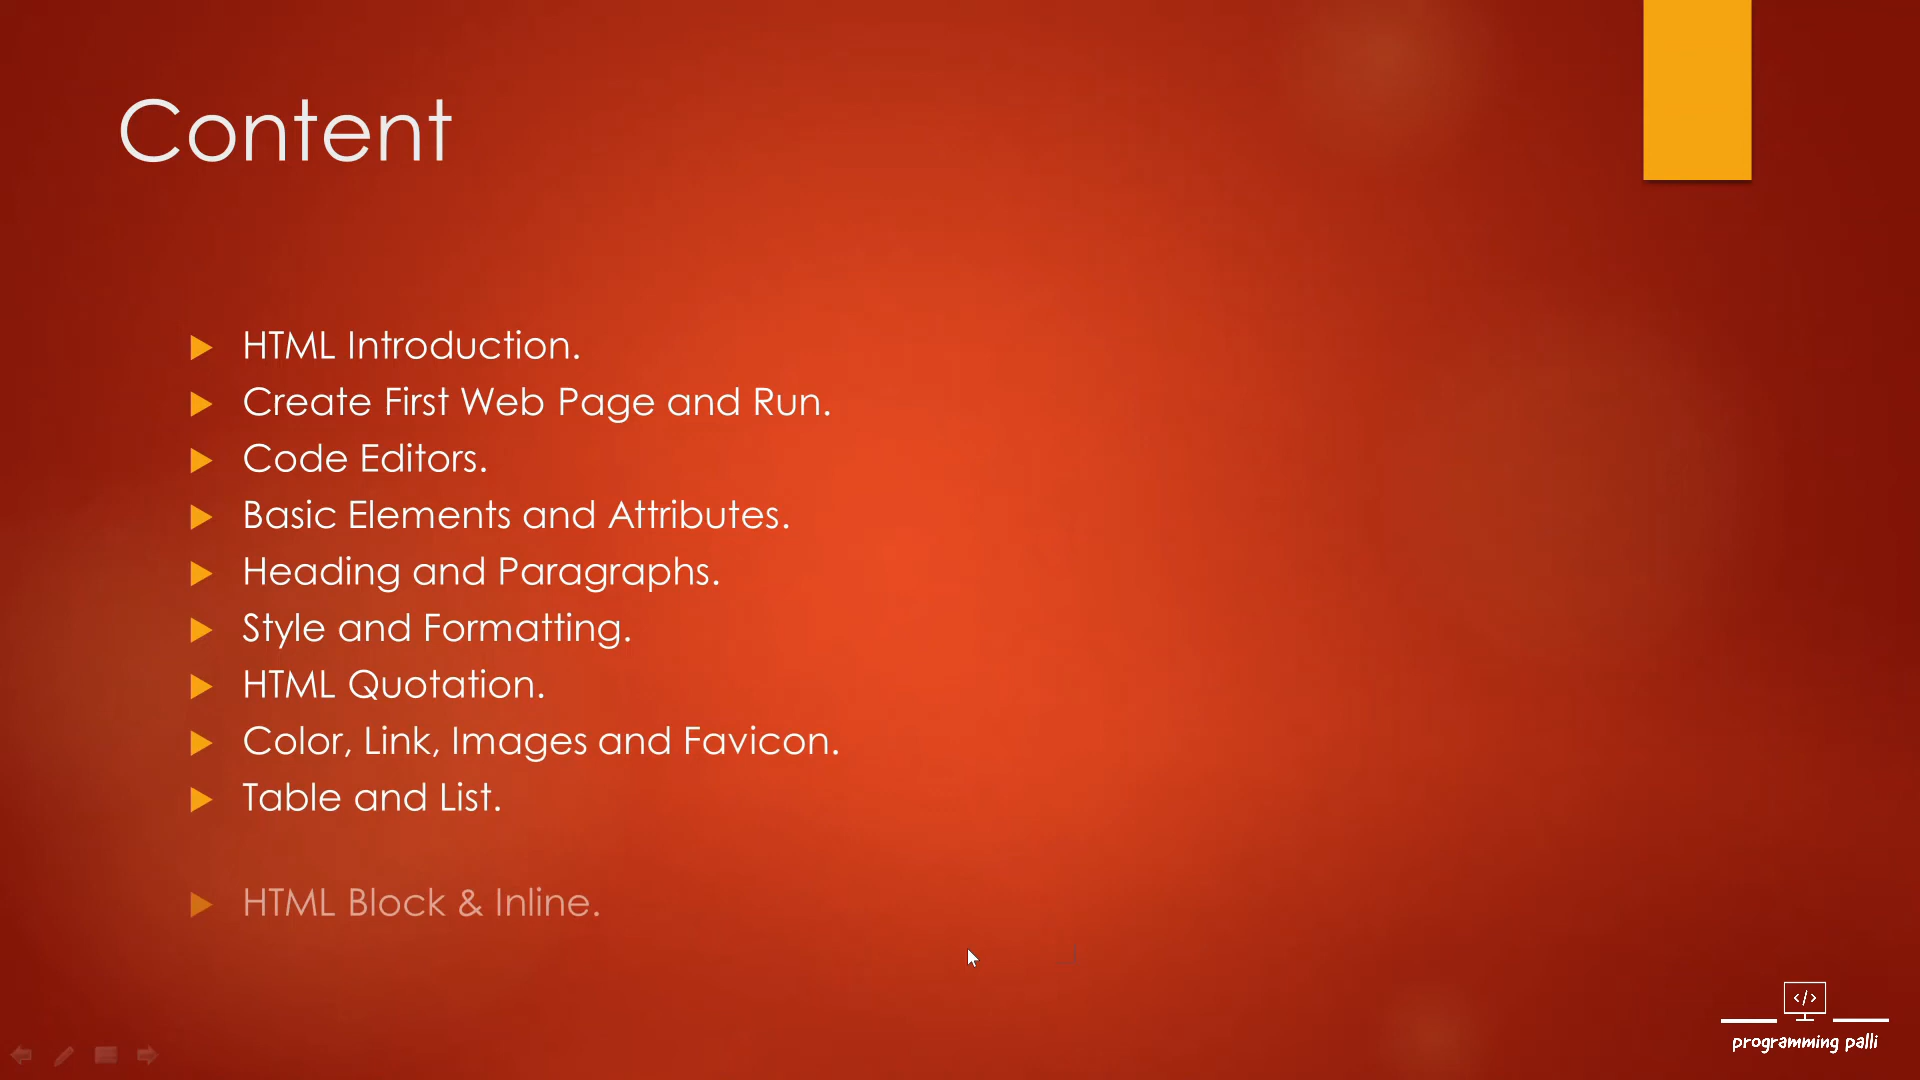 Content
HTML Introduction.
Create First Web Page and Run.
Code Editors.
Basic Elements and Attributes.
Heading and Paragraphs.
Style and Formatting.
HTML Quotation.
Color, Link, Images and Favicon.
Table and List.
HTML Block & Inline.
</>
programming palli